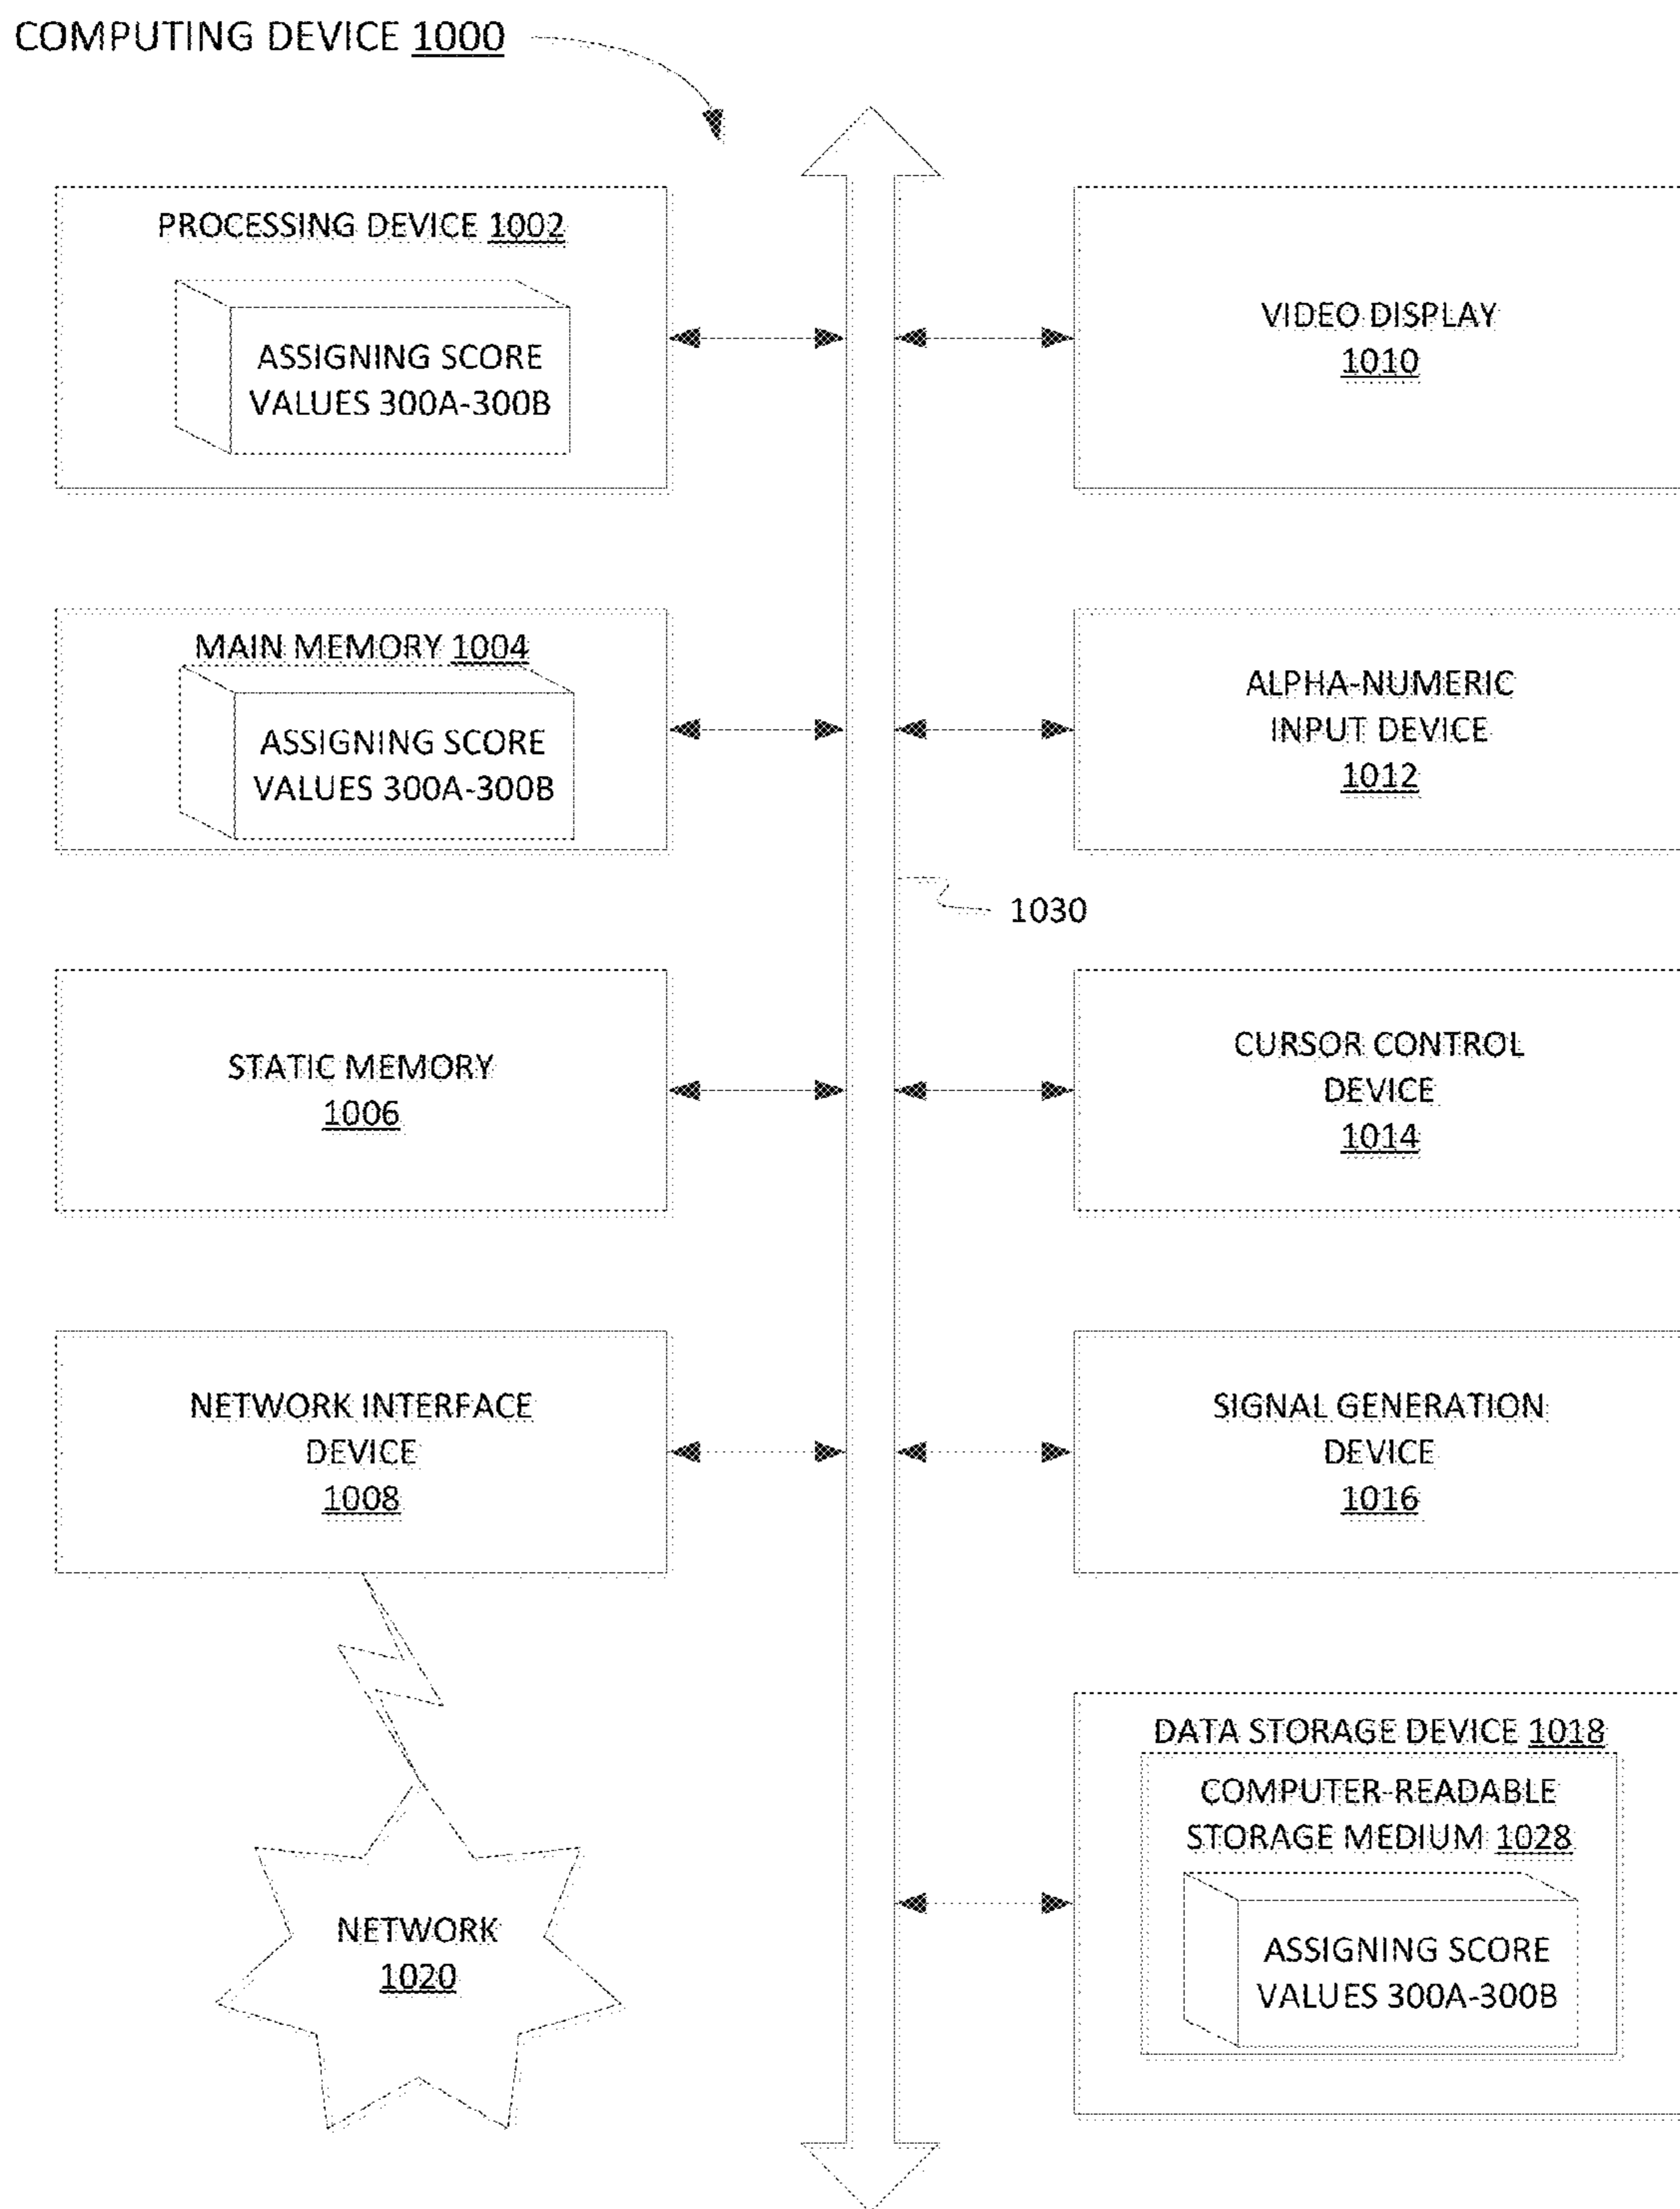 COMPUTING DEVICE 1000
PROCESSING DEVICE 1002
ASSIGNING SCORE
VALUES 300A-300B
VIDEO DISPLAY
1010
MAIN MEMORY 1004
ASSIGNING SCORE
VALUES 300A-300B
ALPHA-NUMERIC
INPUT DEVICE
1012
1030
STATIC MEMORY
1006
CURSOR CONTROL
DEVICE
1014
NETWORK INTERFACE
DEVICE
1008
SIGNAL GENERATION
DEVICE
1016
NETWORK
1020
DATA STORAGE DEVICE 1018
COMPUTER-READABLE
STORAGE MEDIUM 1028
ASSIGNING SCORE
VALUES 300A-300B